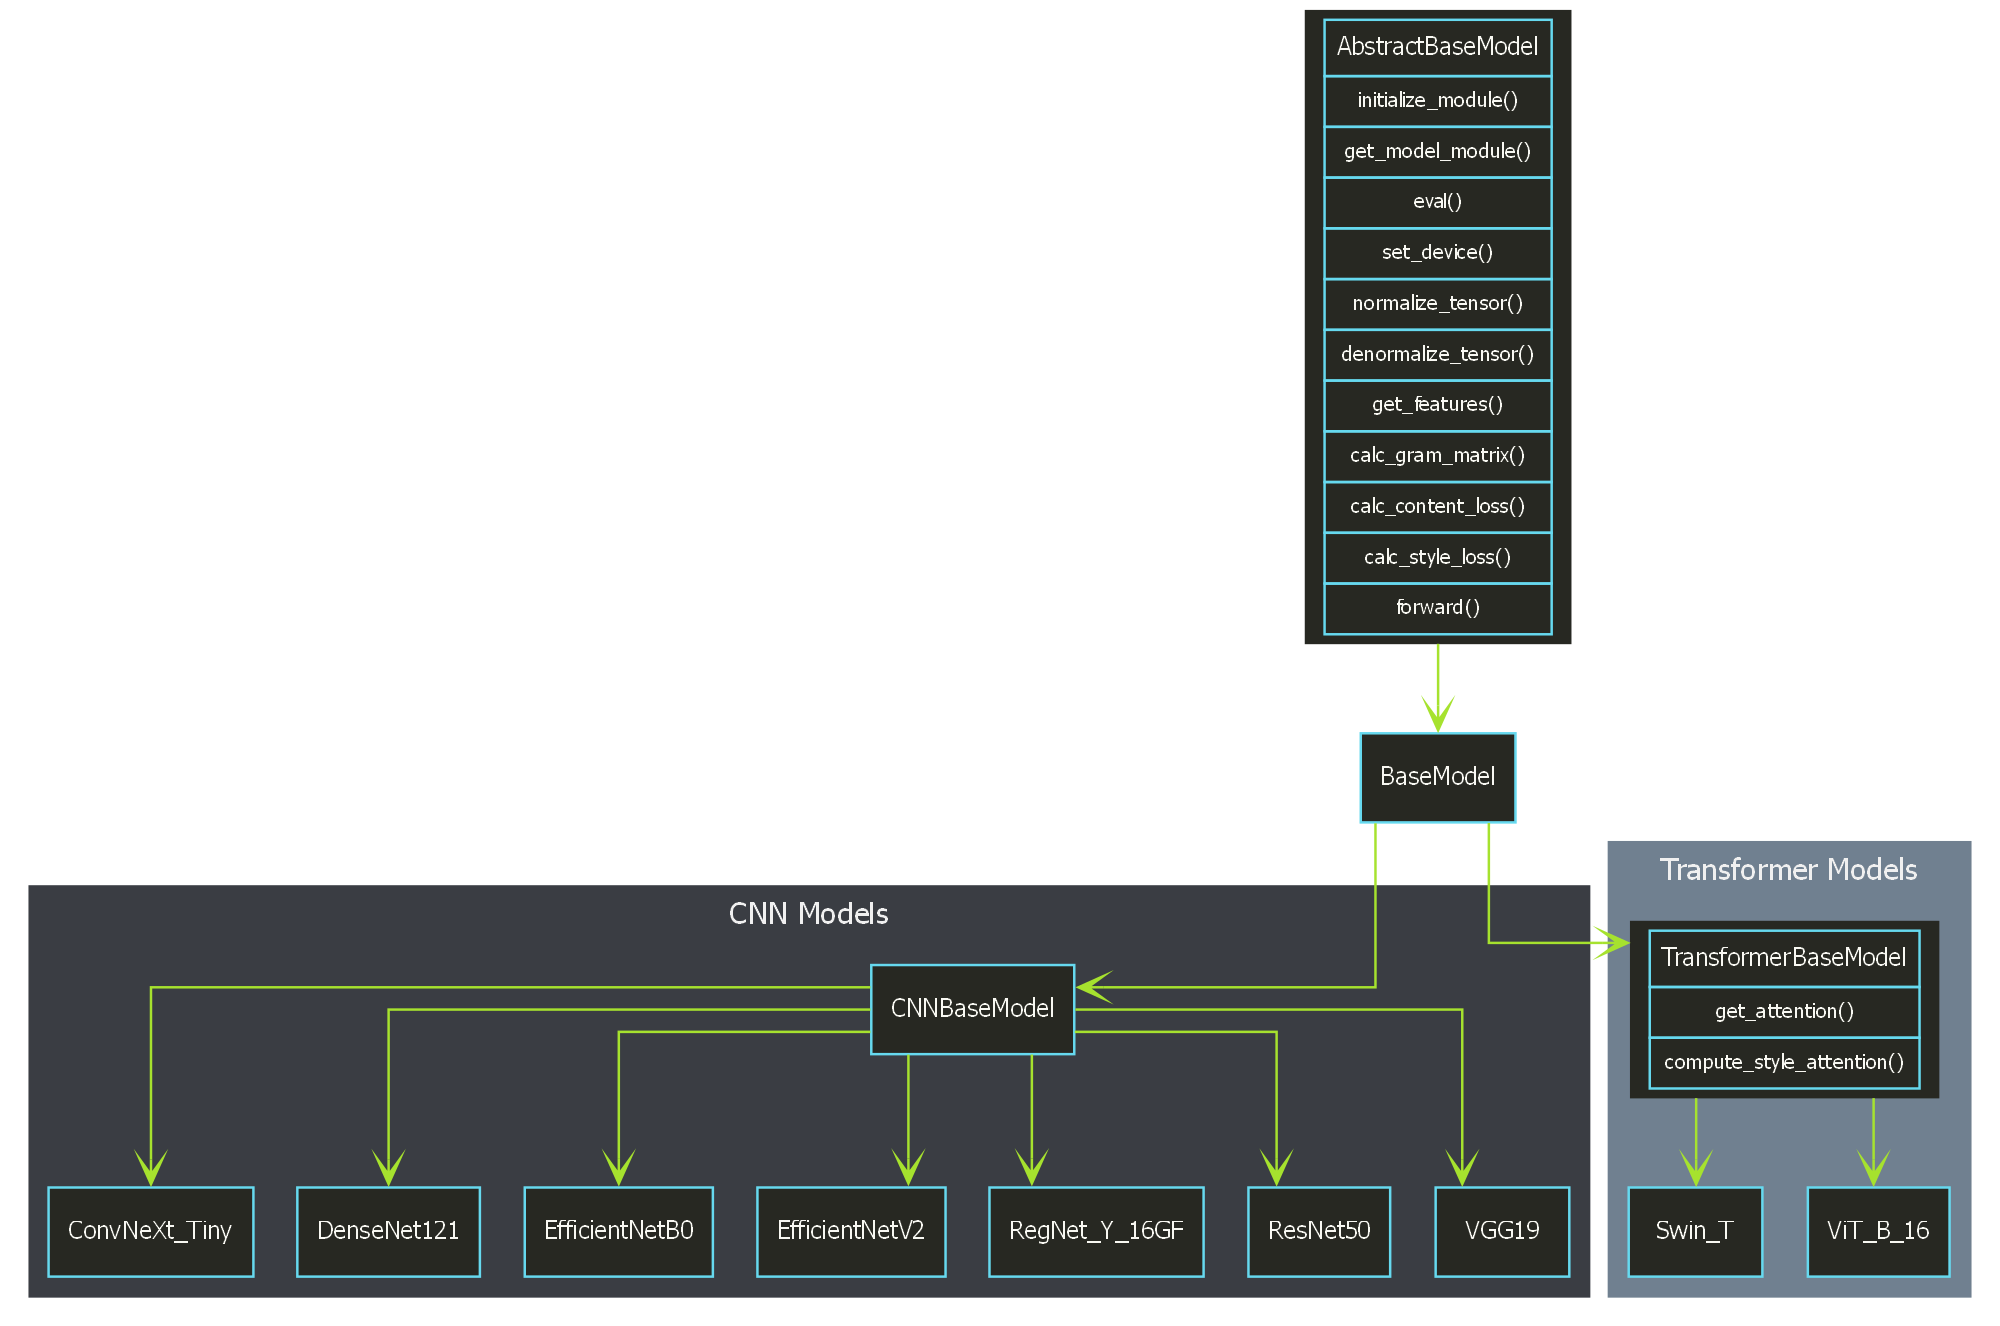 AbstractBaseModel
initialize_module()
get_model_module()
eval()
set_device()
normalize_tensor()
denormalize_tensor()
get_features()
calc_gram_matrix()
calc_content_loss()
calc_style_loss()
forward()
BaseModel
CNN Models
CNNBaseModel
ConvNeXt_Tiny
DenseNet121
EfficientNetB0
EfficientNetV2
RegNet_Y_16GF
ResNet50
VGG19
Transformer Models
TransformerBaseModel
get_attention()
compute_style_attention()
Swin_T
ViT_B_16